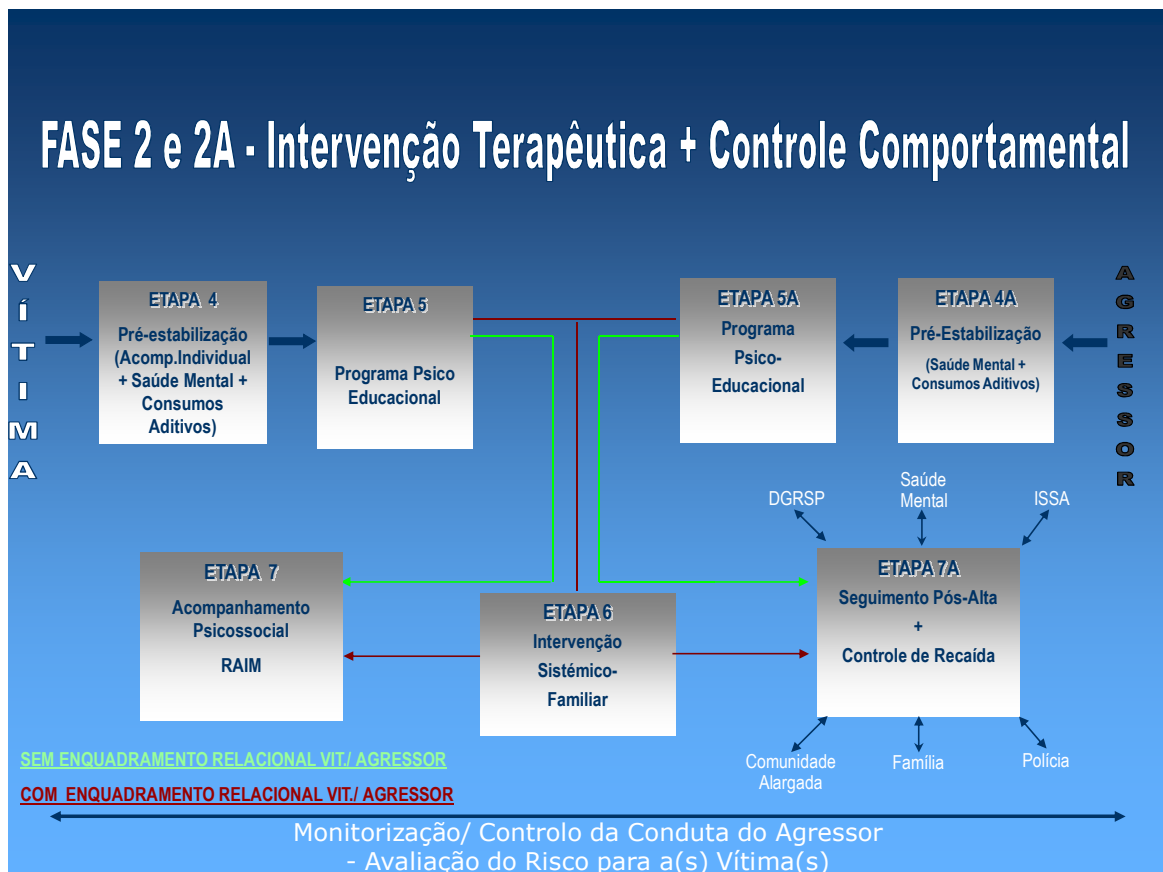 FASE 2 e 2A - Intervenção Terapêutica + Controle Comportamental
VÍTIMA
ETAPA 4
Pré-estabilização
(Acomp.Individual
+ Saúde Mental +
Consumos
Aditivos)
ETAPA 5
Programa Psico
Educacional
ETAPA 5A
Programa
Psico-
Educacional
ETAPA 4A
Pré-Estabilização
(Saúde Mental +
Consumos Aditivos)
AGRESSOR
DGRSP
Saúde
Mental
ISSA
ETAPA 7
Acompanhamento
Psicossocial
RAIM
ETAPA 6
Intervenção
Sistémico-
Familiar
ETAPA 7A
Seguimento Pós-Alta
+
Controle de Recaída
Comunidade
Alargada
Família
Polícia
SEM ENQUADRAMENTO RELACIONAL VIT./ AGRESSOR
COM ENQUADRAMENTO RELACIONAL VIT./ AGRESSOR
Monitorização/ Controlo da Conduta do Agressor
- Avaliação do Risco para a(s) Vítima(s)